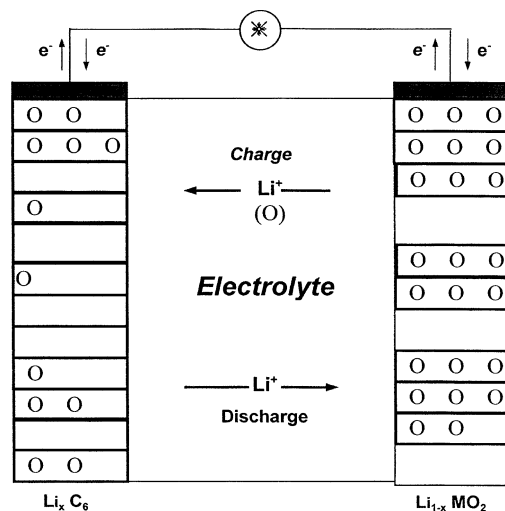 e⁻ e⁻
e⁻ e⁻
O O
O O O
O
O
O
O O
O O
Charge
Li⁺
(O)
Electrolyte
Li⁺
Discharge
O O O
O O O
O O O
O O O
O O O
O O O
O O O
O O
Liₓ C₆
Li₁₋ₓ MO₂